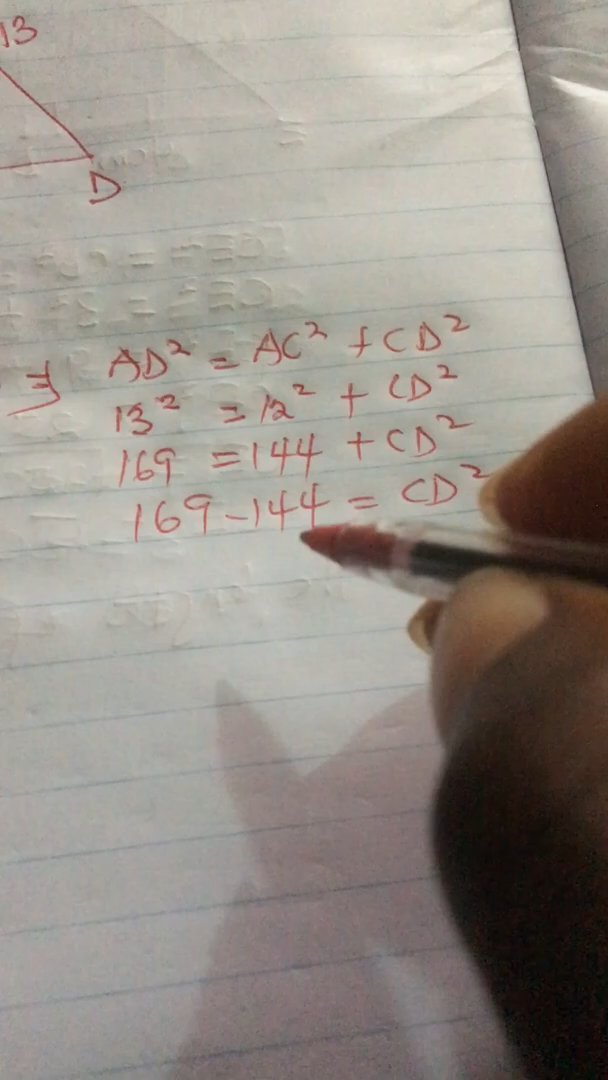 13
D
⇒ AD² = AC² + CD²
13² = 12² + CD²
169 = 144 + CD²
169 - 144 = CD²